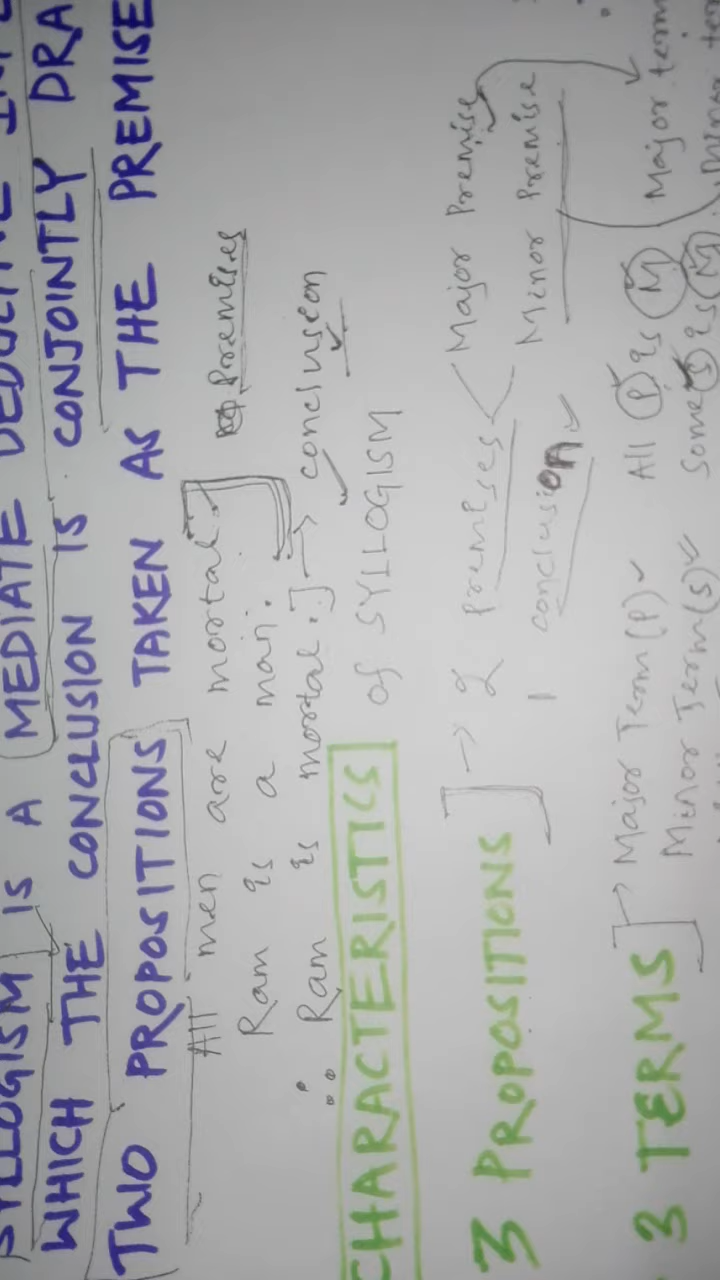 SYLLOGISM IS A MEDIATE DEDUCTIVE
WHICH THE CONCLUSION IS CONJOINTLY DRA
TWO PROPOSITIONS TAKEN AS THE PREMISE
All men are mortal. Premises
Ram is a man.
∴ Ram is mortal. → conclusion
CHARACTERISTICS of SYLLOGISM
3 PROPOSITIONS → 2 Premises < Major Premise
Minor Premise
1 conclusion
3 TERMS → Major Term(P) All P is M Major term
Minor Term(S) Some S is M Minor term